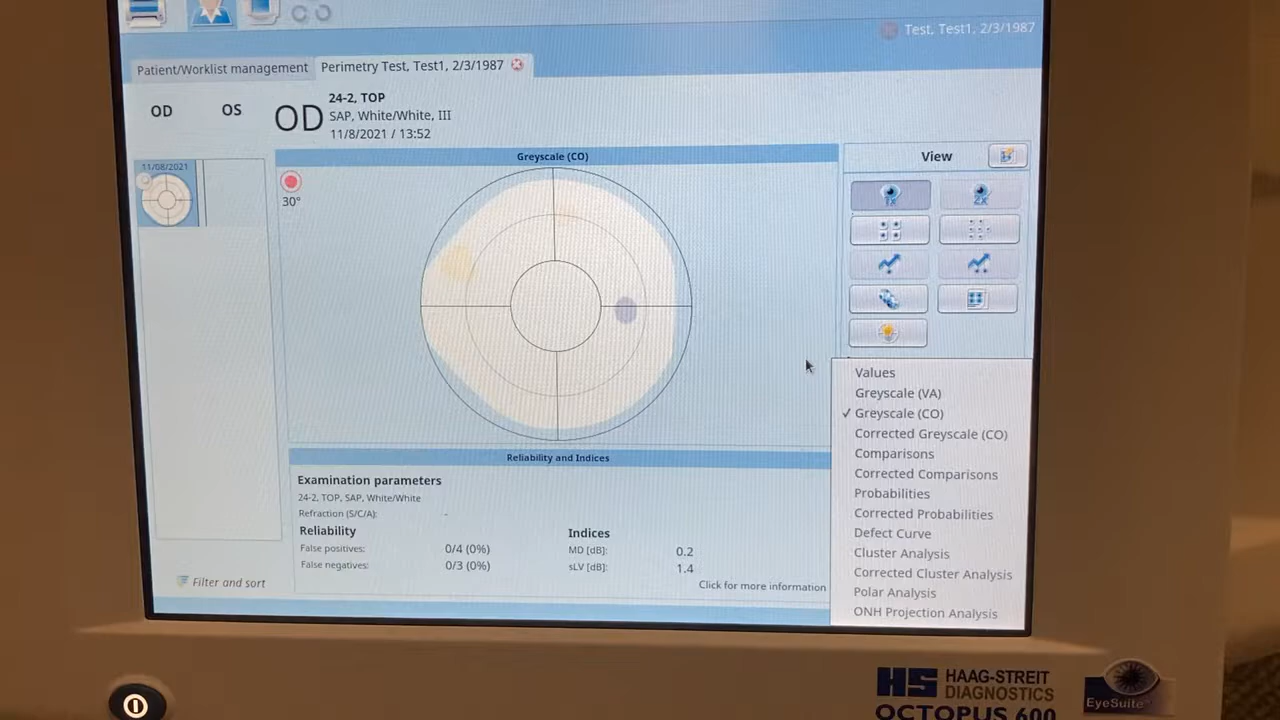 Test, Test1, 2/3/1987
Patient/Worklist management
Perimetry Test, Test1, 2/3/1987
OD
OS
OD
24-2, TOP
SAP, White/White, III
11/8/2021 / 13:52
11/08/2021
Greyscale (CO)
30°
View
1x
2x
Values
Greyscale (VA)
✓ Greyscale (CO)
Corrected Greyscale (CO)
Comparisons
Corrected Comparisons
Probabilities
Corrected Probabilities
Defect Curve
Cluster Analysis
Corrected Cluster Analysis
Polar Analysis
ONH Projection Analysis
Reliability and Indices
Examination parameters
24-2, TOP, SAP, White/White
Refraction (S/C/A): -
Reliability
False positives: 0/4 (0%)
False negatives: 0/3 (0%)
Indices
MD [dB]: 0.2
sLV [dB]: 1.4
Click for more information
Filter and sort
HS HAAG-STREIT
DIAGNOSTICS
OCTOPUS 600
EyeSuite